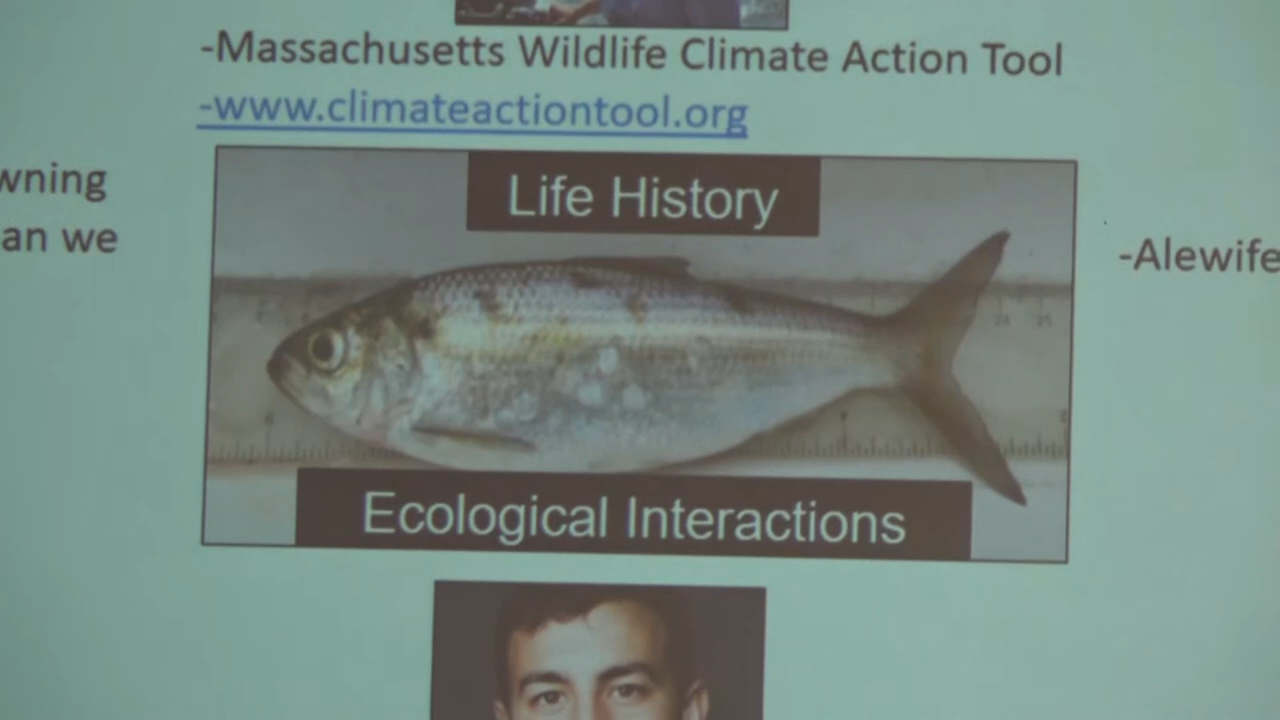 -Massachusetts Wildlife Climate Action Tool
-www.climateactiontool.org
wning
an we
Life History
-Alewife
Ecological Interactions